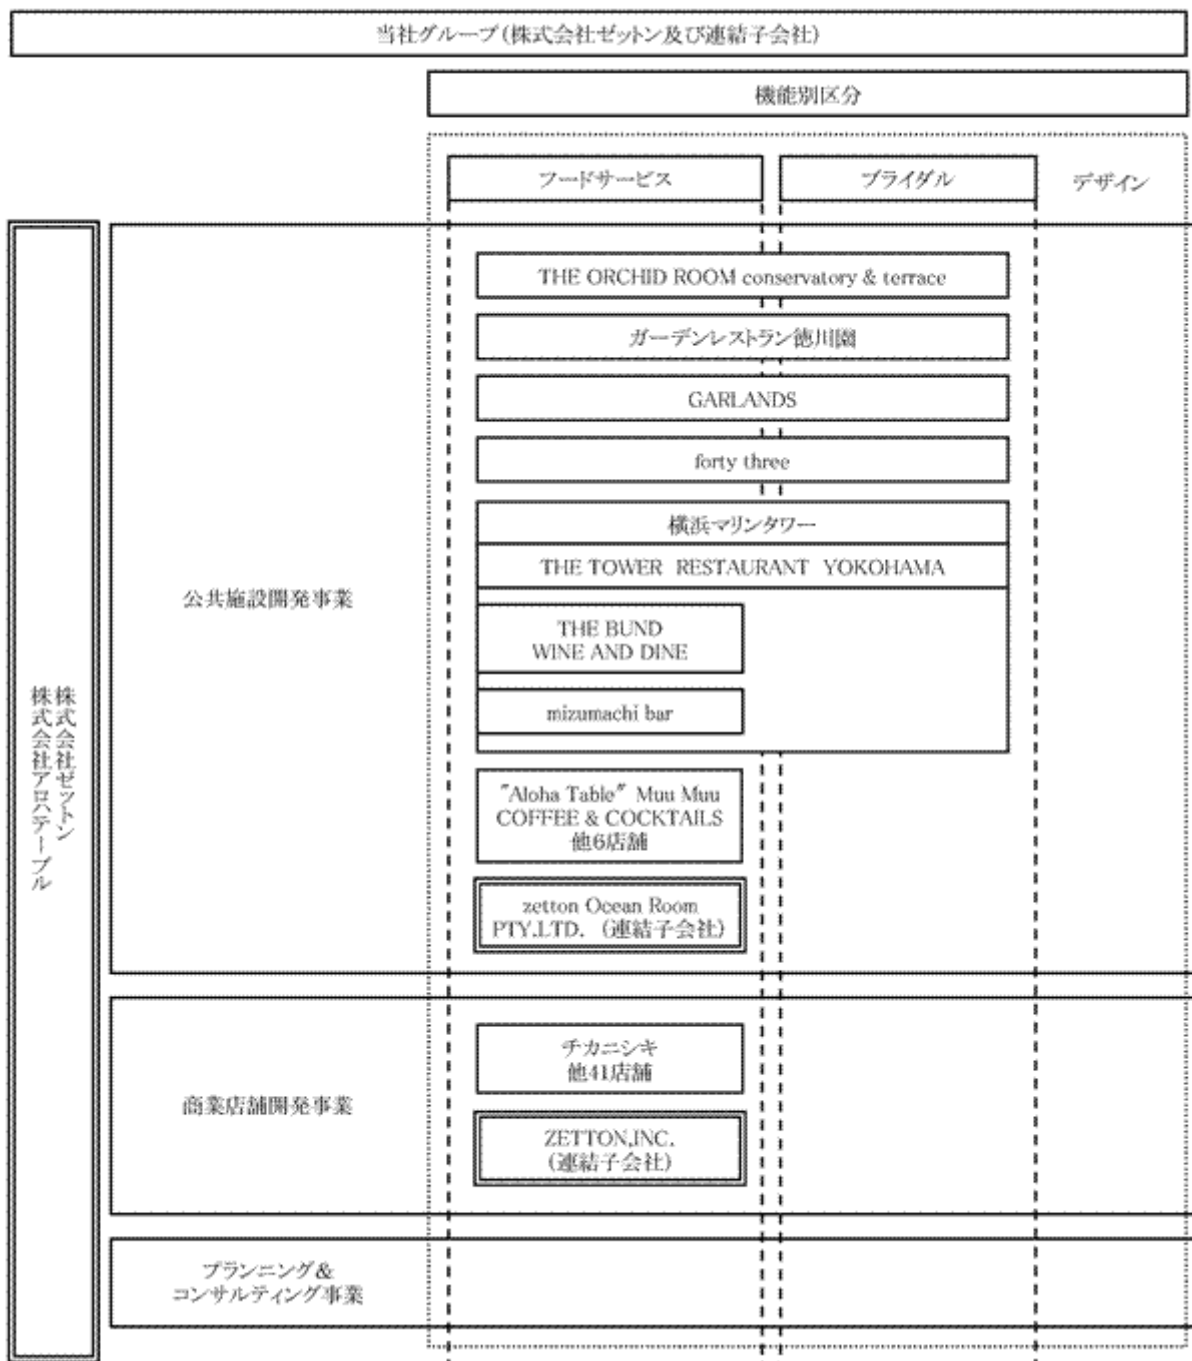 当社グループ(株式会社ゼットン及び連結子会社)
機能別区分
フードサービス
ブライダル
デザイン
株式会社ゼットン
株式会社アロハテーブル
公共施設開発事業
THE ORCHID ROOM conservatory & terrace
ガーデンレストラン徳川園
GARLANDS
forty three
横浜マリンタワー
THE TOWER RESTAURANT YOKOHAMA
THE BUND
WINE AND DINE
mizumachi bar
"Aloha Table" Muu Muu
COFFEE & COCKTAILS
他6店舗
zetton Ocean Room
PTY.LTD. (連結子会社)
商業店舗開発事業
チカニシキ
他41店舗
ZETTON,INC.
(連結子会社)
プランニング&
コンサルティング事業